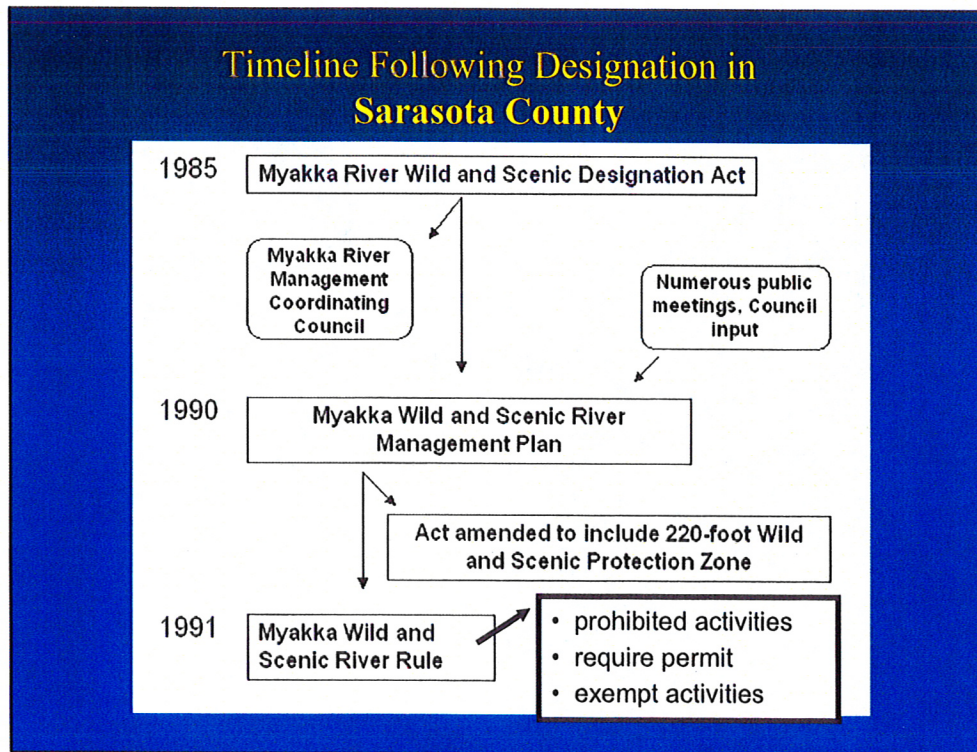 Timeline Following Designation in
Sarasota County
1985
Myakka River Wild and Scenic Designation Act
Myakka River
Management
Coordinating
Council
Numerous public
meetings, Council
input
1990
Myakka Wild and Scenic River
Management Plan
Act amended to include 220-foot Wild
and Scenic Protection Zone
1991
Myakka Wild and
Scenic River Rule
• prohibited activities
• require permit
• exempt activities